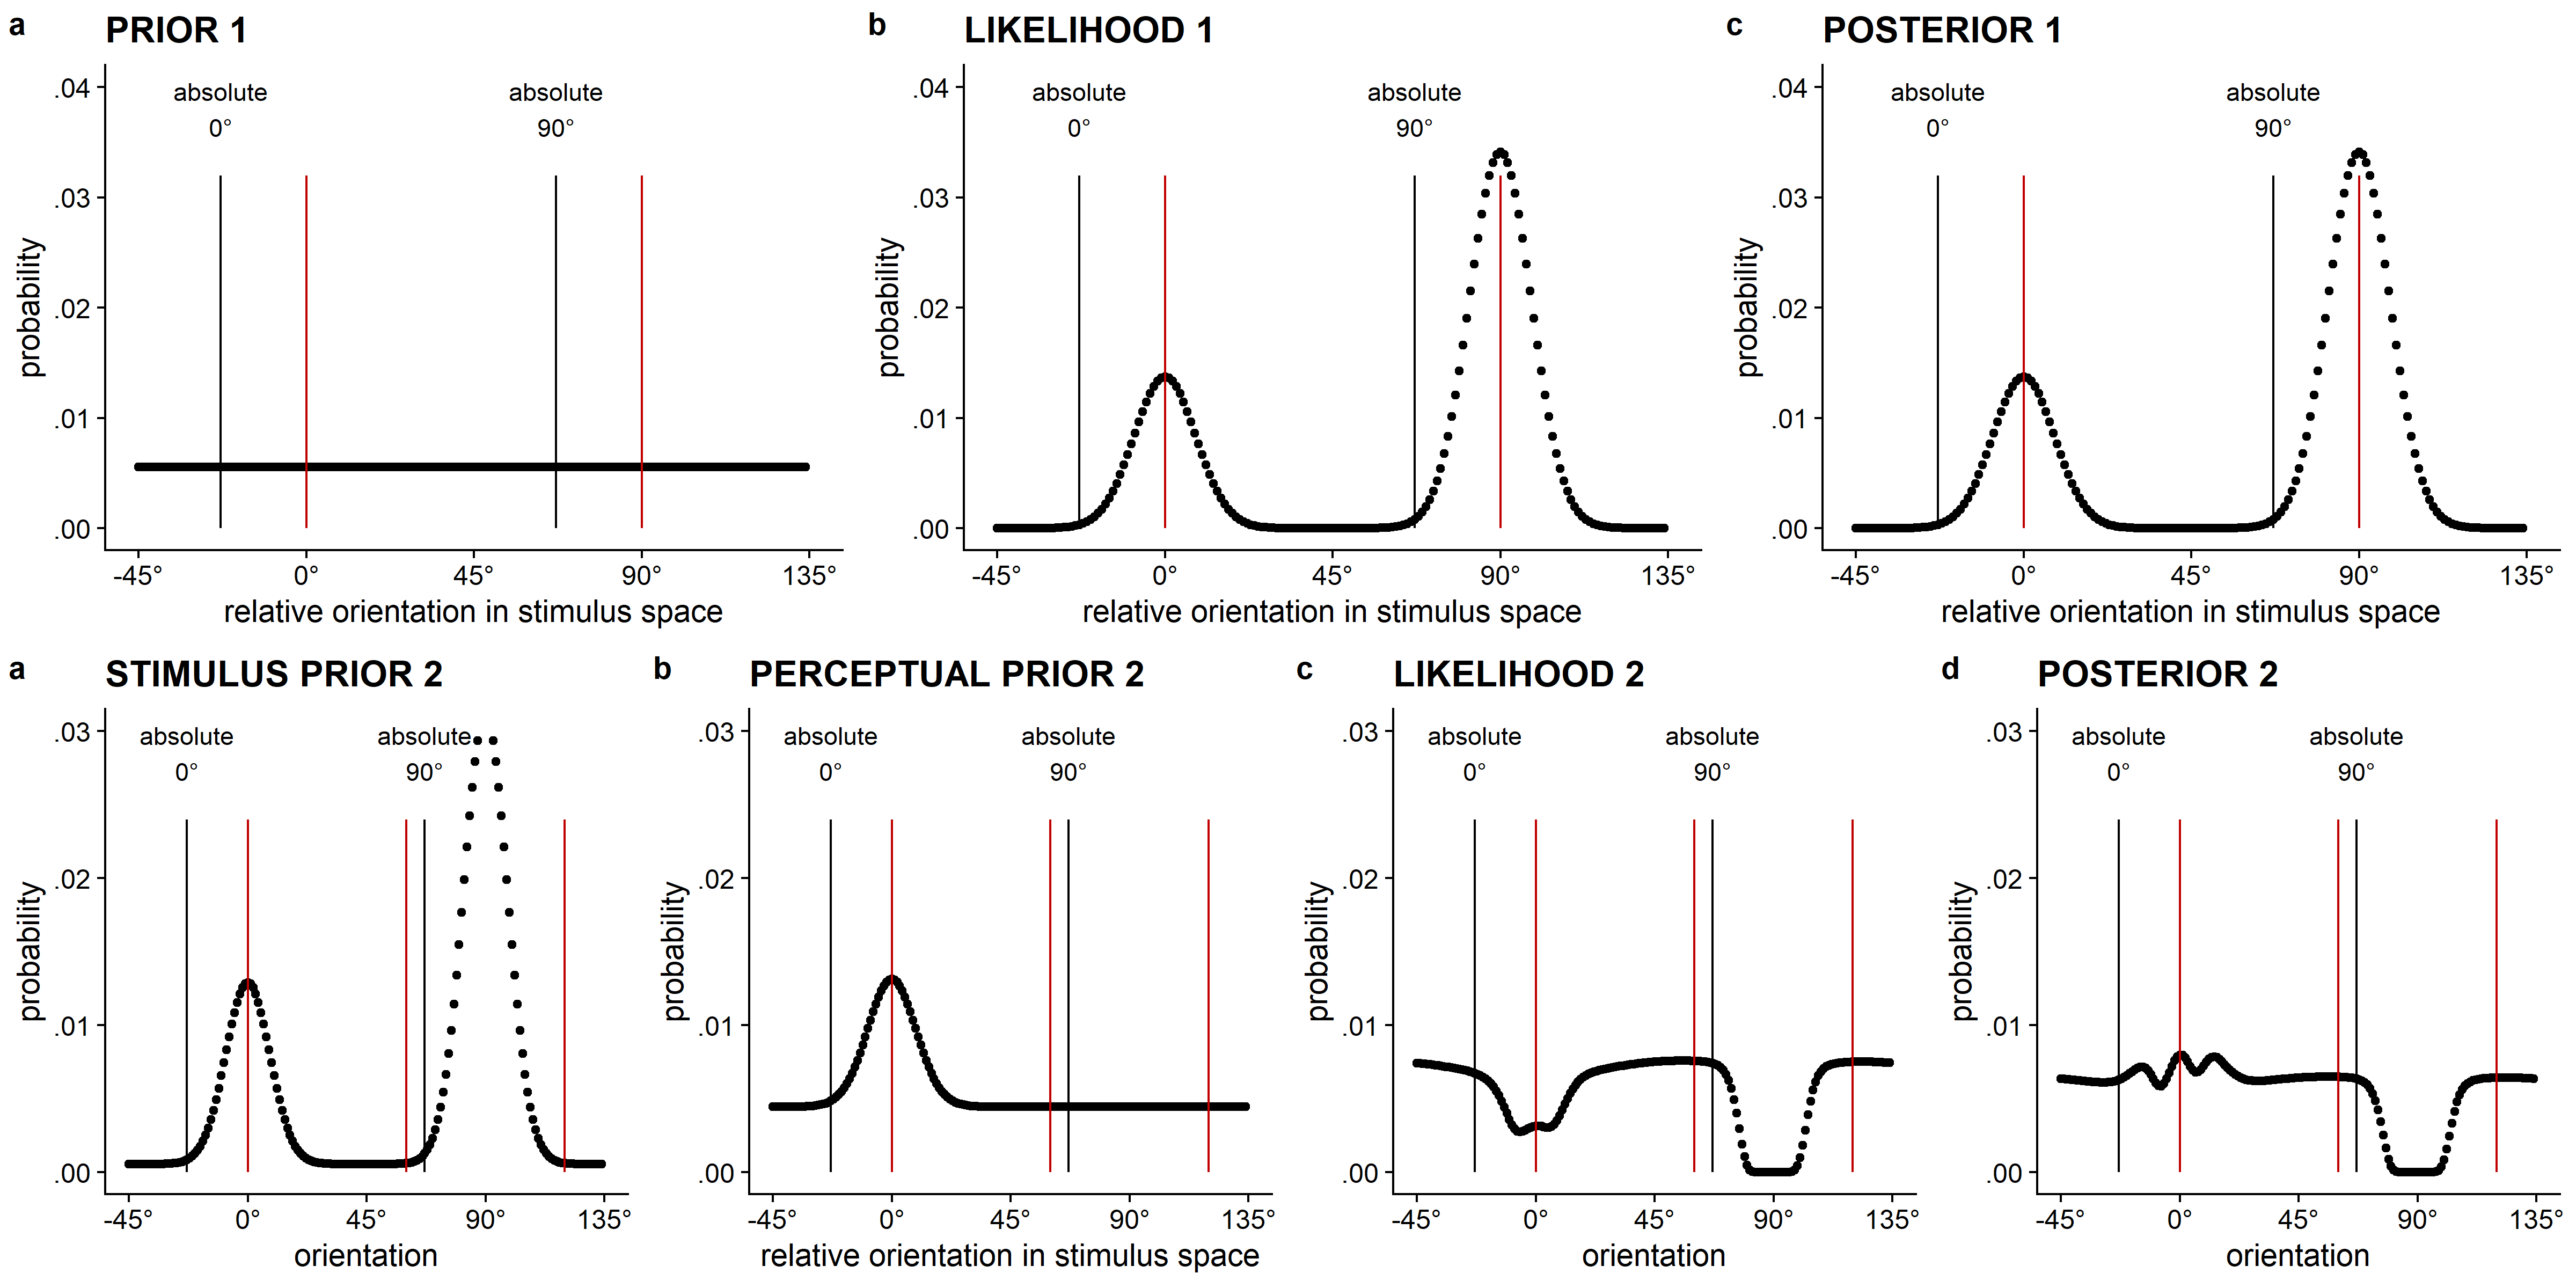 a PRIOR 1
absolute absolute
0° 90°
.04
.03
.02
.01
.00
probability
-45° 0° 45° 90° 135°
relative orientation in stimulus space
b LIKELIHOOD 1
absolute absolute
0° 90°
.04
.03
.02
.01
.00
probability
-45° 0° 45° 90° 135°
relative orientation in stimulus space
c POSTERIOR 1
absolute absolute
0° 90°
.04
.03
.02
.01
.00
probability
-45° 0° 45° 90° 135°
relative orientation in stimulus space
a STIMULUS PRIOR 2
absolute absolute
0° 90°
.03
.02
.01
.00
probability
-45° 0° 45° 90° 135°
orientation
b PERCEPTUAL PRIOR 2
absolute absolute
0° 90°
.03
.02
.01
.00
probability
-45° 0° 45° 90° 135°
relative orientation in stimulus space
c LIKELIHOOD 2
absolute absolute
0° 90°
.03
.02
.01
.00
probability
-45° 0° 45° 90° 135°
orientation
d POSTERIOR 2
absolute absolute
0° 90°
.03
.02
.01
.00
probability
-45° 0° 45° 90° 135°
orientation